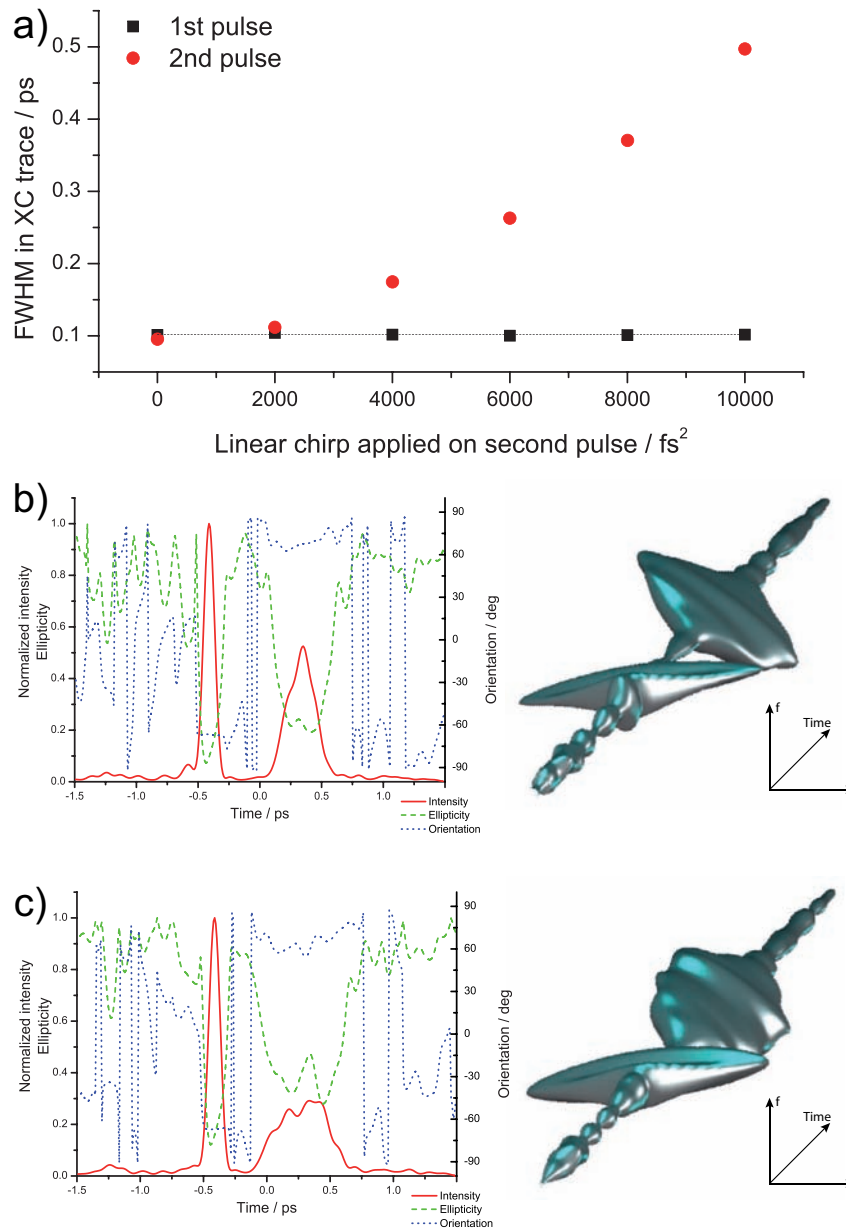 a)
1st pulse
2nd pulse
0.5
0.4
0.3
0.2
0.1
FWHM in XC trace / ps
0 2000 4000 6000 8000 10000
Linear chirp applied on second pulse / fs²
b)
1.0
0.8
0.6
0.4
0.2
0.0
Normalized intensity
Ellipticity
90
60
30
0
-30
-60
-90
Orientation / deg
-1.5 -1.0 -0.5 0.0 0.5 1.0
Time / ps
Intensity
Ellipticity
Orientation
f
Time
c)
1.0
0.8
0.6
0.4
0.2
0.0
Normalized intensity
Ellipticity
90
60
30
0
-30
-60
-90
Orientation / deg
-1.5 -1.0 -0.5 0.0 0.5 1.0
Time / ps
Intensity
Ellipticity
Orientation
f
Time